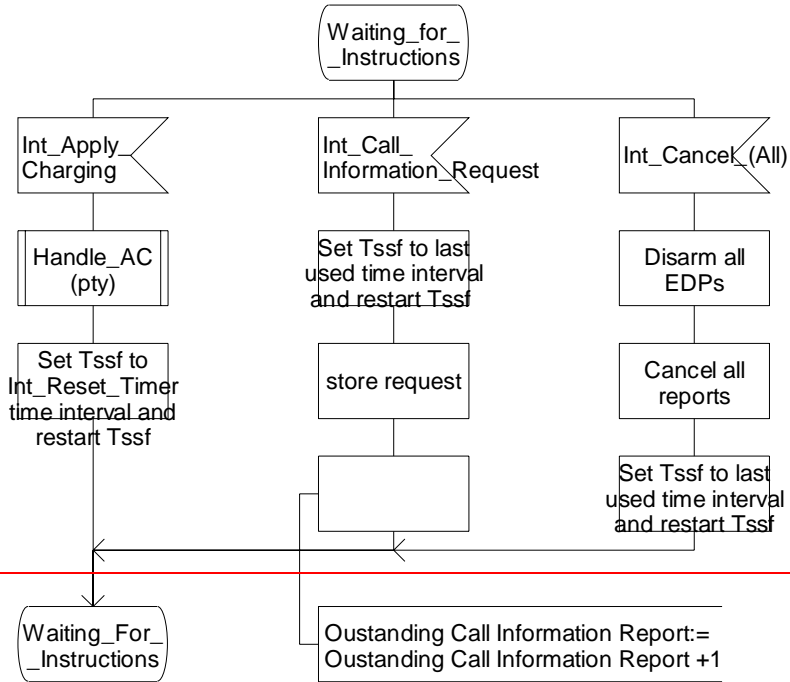 Waiting_for_
_Instructions
Int_Apply_
Charging
Int_Call_
Information_Request
Int_Cancel_(All)
Handle_AC
(pty)
Set Tssf to last
used time interval
and restart Tssf
Disarm all
EDPs
Set Tssf to
Int_Reset_Timer
time interval and
restart Tssf
store request
Cancel all
reports
Set Tssf to last
used time interval
and restart Tssf
Waiting_For_
_Instructions
Oustanding Call Information Report:=
Oustanding Call Information Report +1